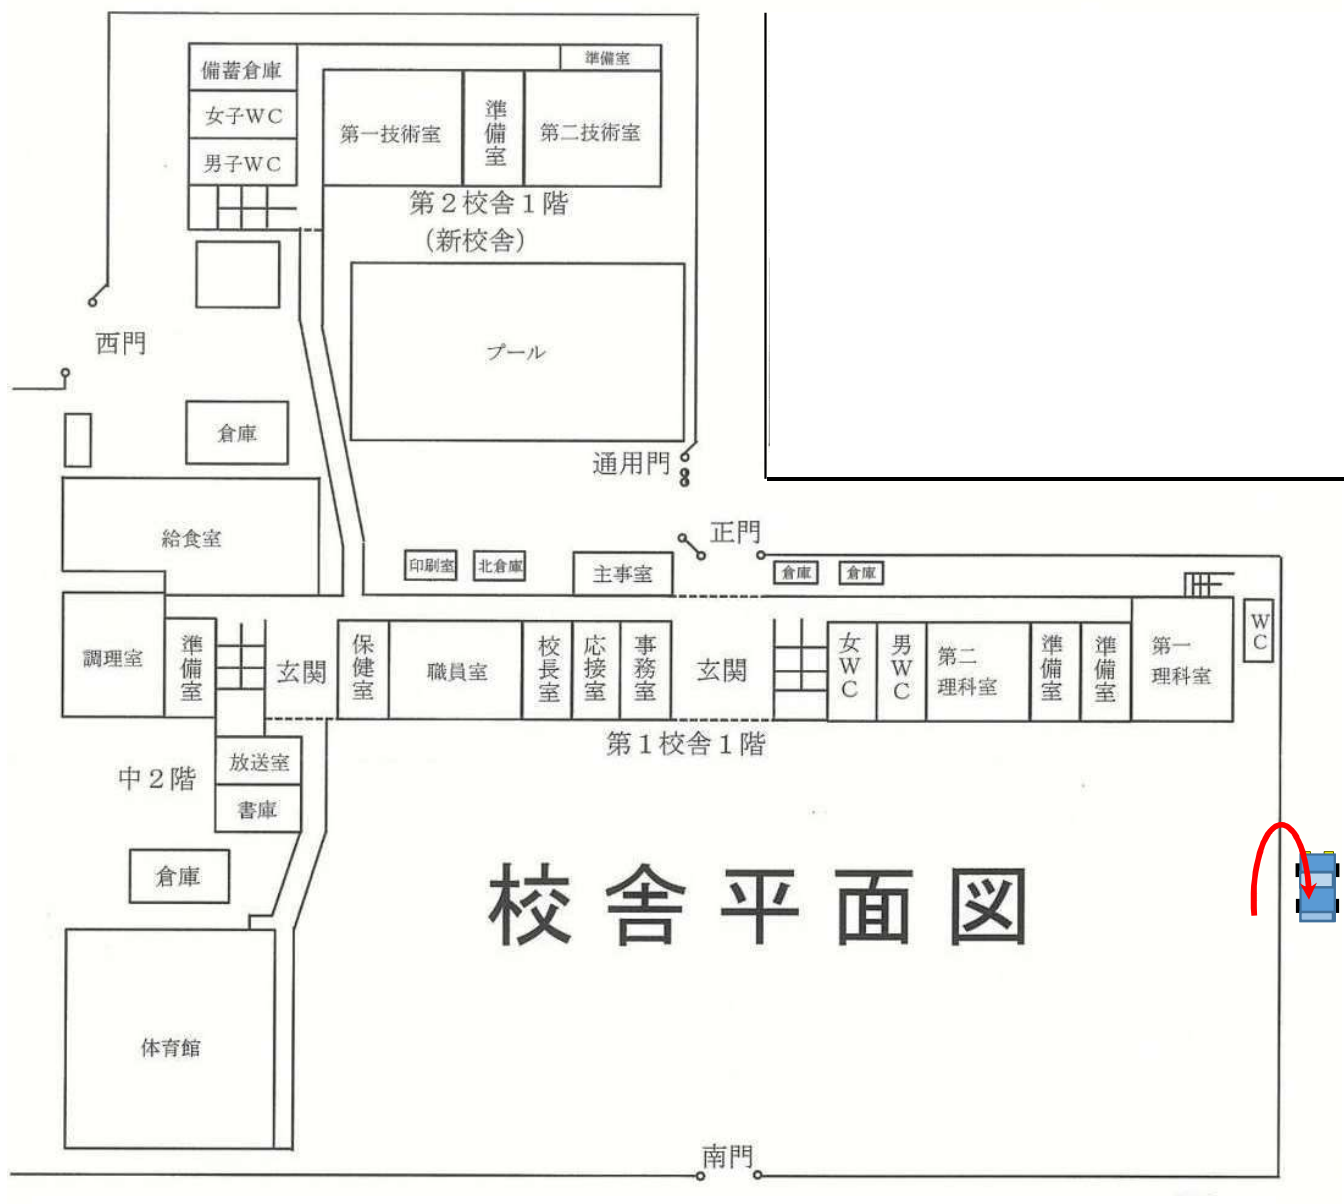 備蓄倉庫
準備室
女子WC
男子WC
第一技術室
準備室
第二技術室
第２校舎１階
（新校舎）
西門
プール
倉庫
通用門
正門
給食室
印刷室
北倉庫
主事室
倉庫
倉庫
調理室
準備室
玄関
保健室
職員室
校長室
応接室
事務室
玄関
女WC
男WC
第二
理科室
準備室
準備室
第一
理科室
WC
第１校舎１階
中２階
放送室
書庫
倉庫
校舎平面図
体育館
南門